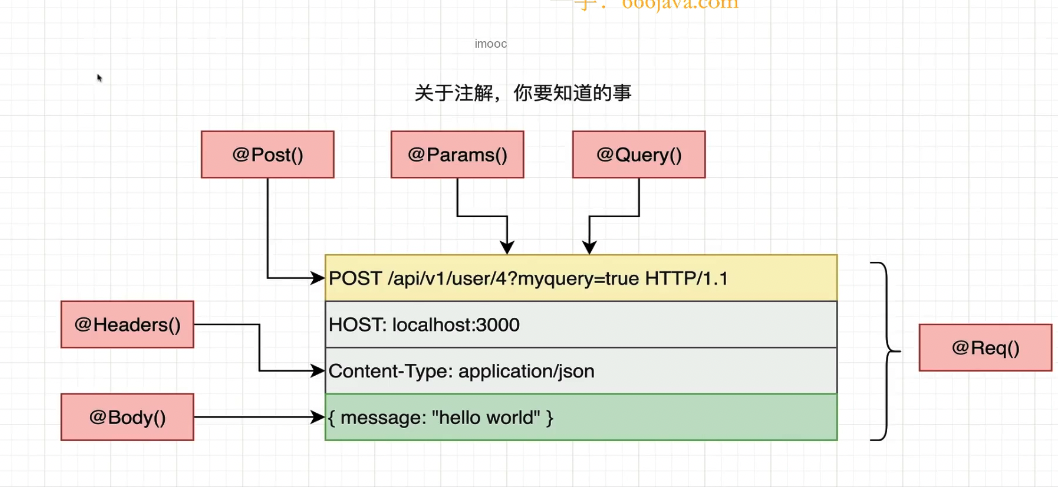 一手：666java.com
imooc
关于注解，你要知道的事
@Post()
@Params()
@Query()
POST /api/v1/user/4?myquery=true HTTP/1.1
@Headers()
HOST: localhost:3000
@Req()
Content-Type: application/json
@Body()
{ message: "hello world" }